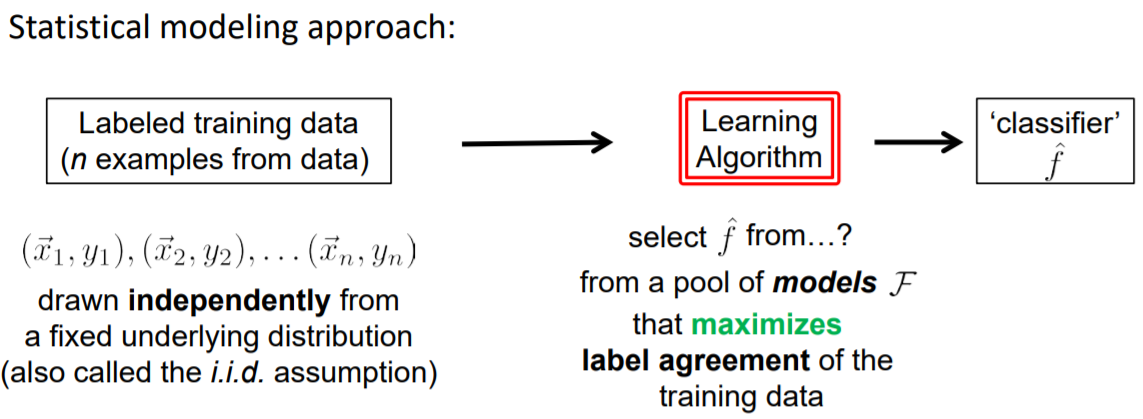 Statistical modeling approach:
Labeled training data
(n examples from data)
Learning
Algorithm
'classifier'
f̂
(x⃗₁, y₁), (x⃗₂, y₂), . . . (x⃗ₙ, yₙ)
drawn independently from
a fixed underlying distribution
(also called the i.i.d. assumption)
select f̂ from…?
from a pool of models ℱ
that maximizes
label agreement of the
training data